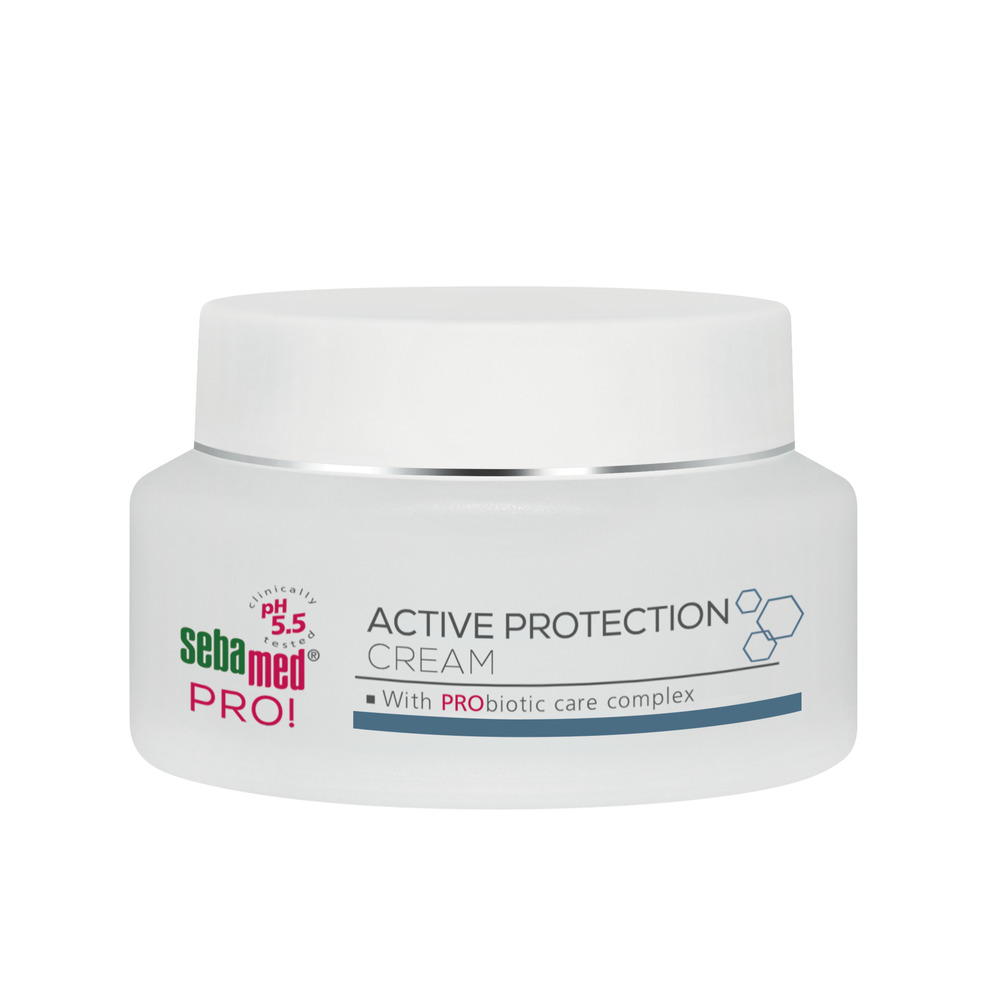 clinically
pH
5.5
tested
sebamed®
PRO!
ACTIVE PROTECTION
CREAM
▪ With PRObiotic care complex